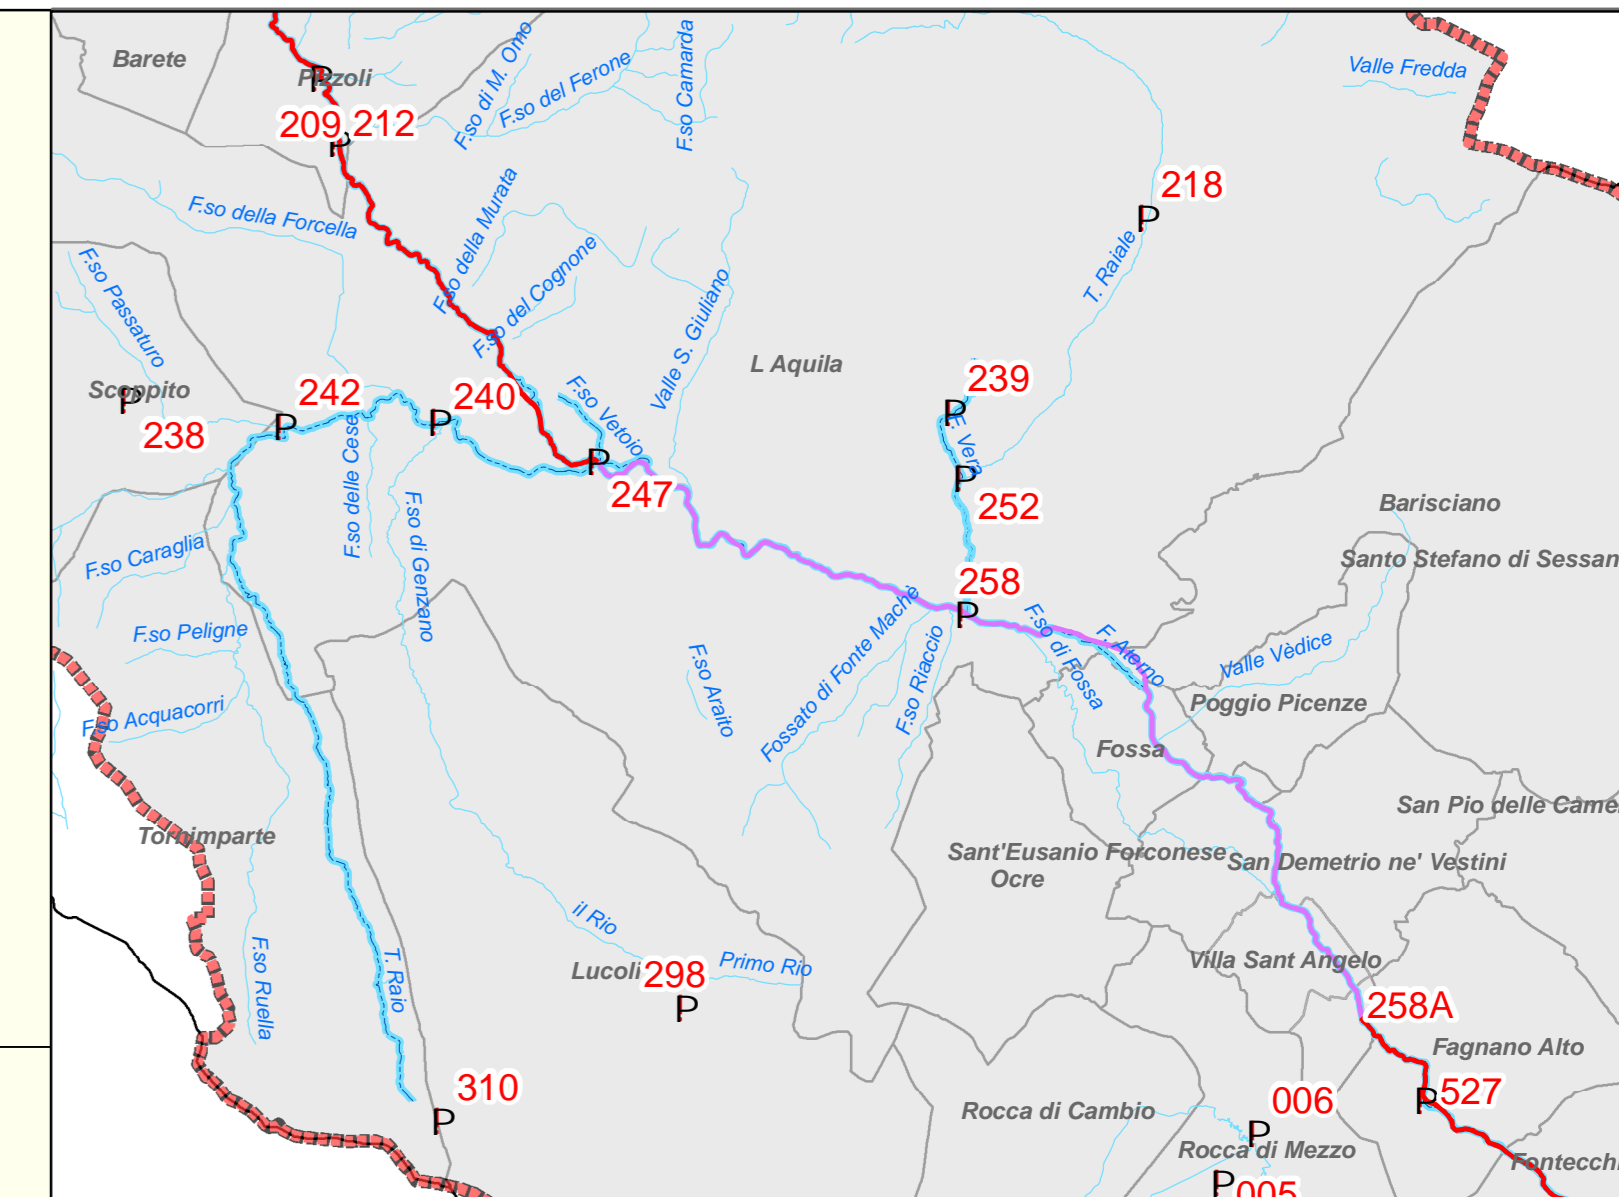 Barete
Pizzoli
F.so di M. Omo
F.so del Ferone
F.so Camarda
Valle Fredda
P
209
212
P
218
P
F.so della Forcella
F.so della Murata
F.so del Cognone
F.so Passaturo
T. Raiale
Valle S. Giuliano
L Aquila
Scoppito
P
238
242
P
240
P
F.so Vetoio
239
P
F. Vera
P
252
P
247
F.so delle Cese
F.so di Genzano
Barisciano
Santo Stefano di Sessan
F.so Caraglia
258
P
F.so Peligne
Fossato di Fonte Machè
F.so Riaccio
F.so di Fossa
F. Aterno
Valle Vèdice
F.so Araito
F.so Acquacorri
Poggio Picenze
Fossa
San Pio delle Came
Tornimparte
Sant'Eusanio Forconese
Ocre
San Demetrio ne' Vestini
il Rio
F.so Ruella
T. Raio
Lucoli
298
P
Primo Rio
Villa Sant Angelo
258A
Fagnano Alto
310
P
Rocca di Cambio
006
P
527
P
Rocca di Mezzo
P
005
Fontecchi